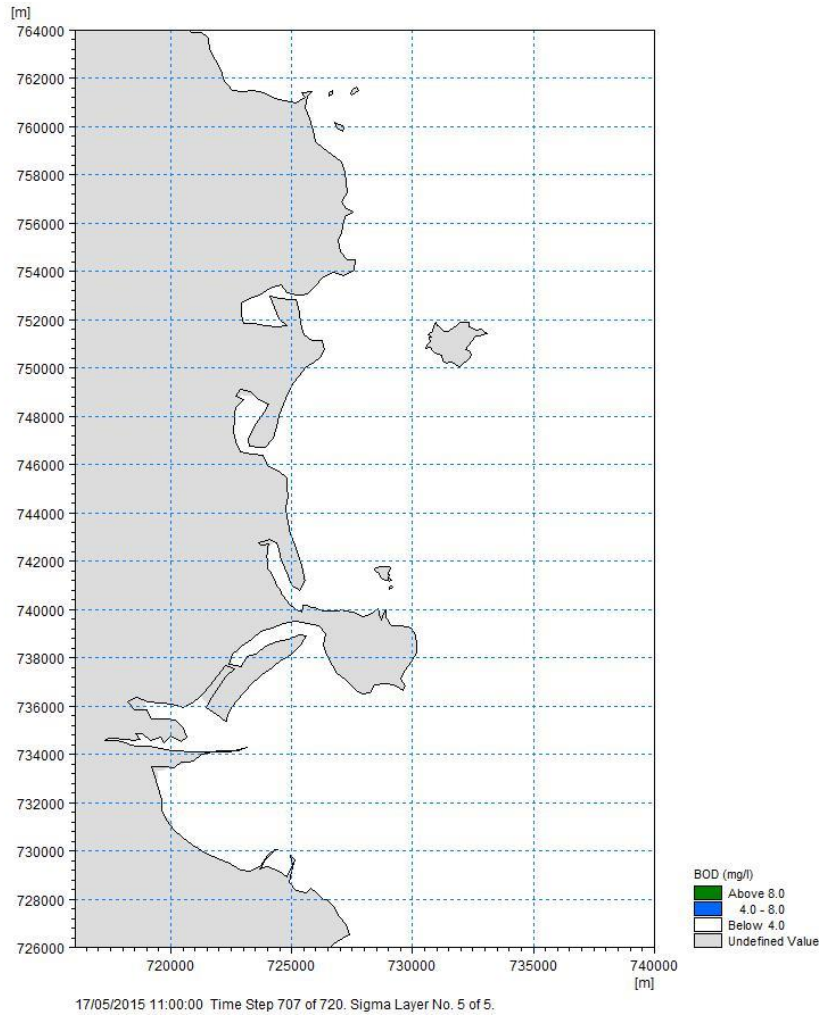 [m]
764000
762000
760000
758000
756000
754000
752000
750000
748000
746000
744000
742000
740000
738000
736000
734000
732000
730000
728000
726000
720000 725000 730000 735000 740000
[m]
BOD (mg/l)
Above 8.0
4.0 - 8.0
Below 4.0
Undefined Value
17/05/2015 11:00:00 Time Step 707 of 720. Sigma Layer No. 5 of 5.